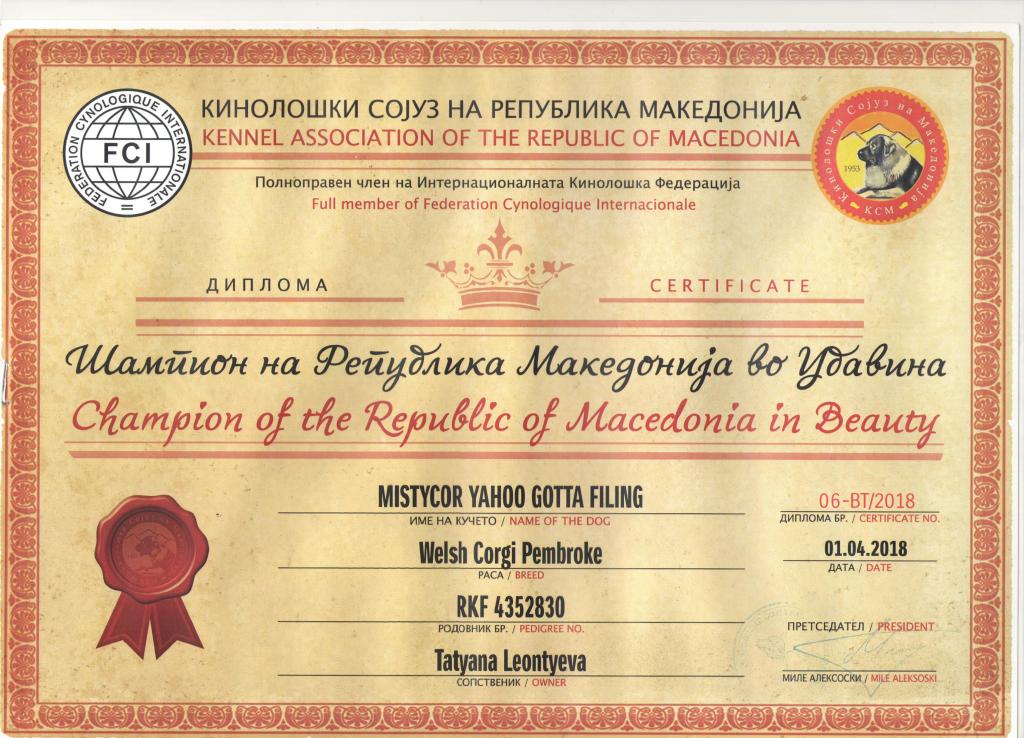 FEDERATION CYNOLOGIQUE INTERNATIONALE
FCI
КИНОЛОШКИ СОЈУЗ НА РЕПУБЛИКА МАКЕДОНИЈА
KENNEL ASSOCIATION OF THE REPUBLIC OF MACEDONIA
Кинолошки Сојуз на Македонија
1953
КСМ
Полноправен член на Интернационалната Кинолошка Федерација
Full member of Federation Cynologique Internacionale
ДИПЛОМА
CERTIFICATE
Шампион на Република Македонија во Убавина
Champion of the Republic of Macedonia in Beauty
MISTYCOR YAHOO GOTTA FILING
ИМЕ НА КУЧЕТО / NAME OF THE DOG
06-BT/2018
ДИПЛОМА БР. / CERTIFICATE NO.
Welsh Corgi Pembroke
РАСА / BREED
01.04.2018
ДАТА / DATE
RKF 4352830
РОДОВНИК БР. / PEDIGREE NO.
ПРЕТСЕДАТЕЛ / PRESIDENT
Tatyana Leontyeva
СОПСТВЕНИК / OWNER
МИЛЕ АЛЕКСОСКИ / MILE ALEKSOSKI